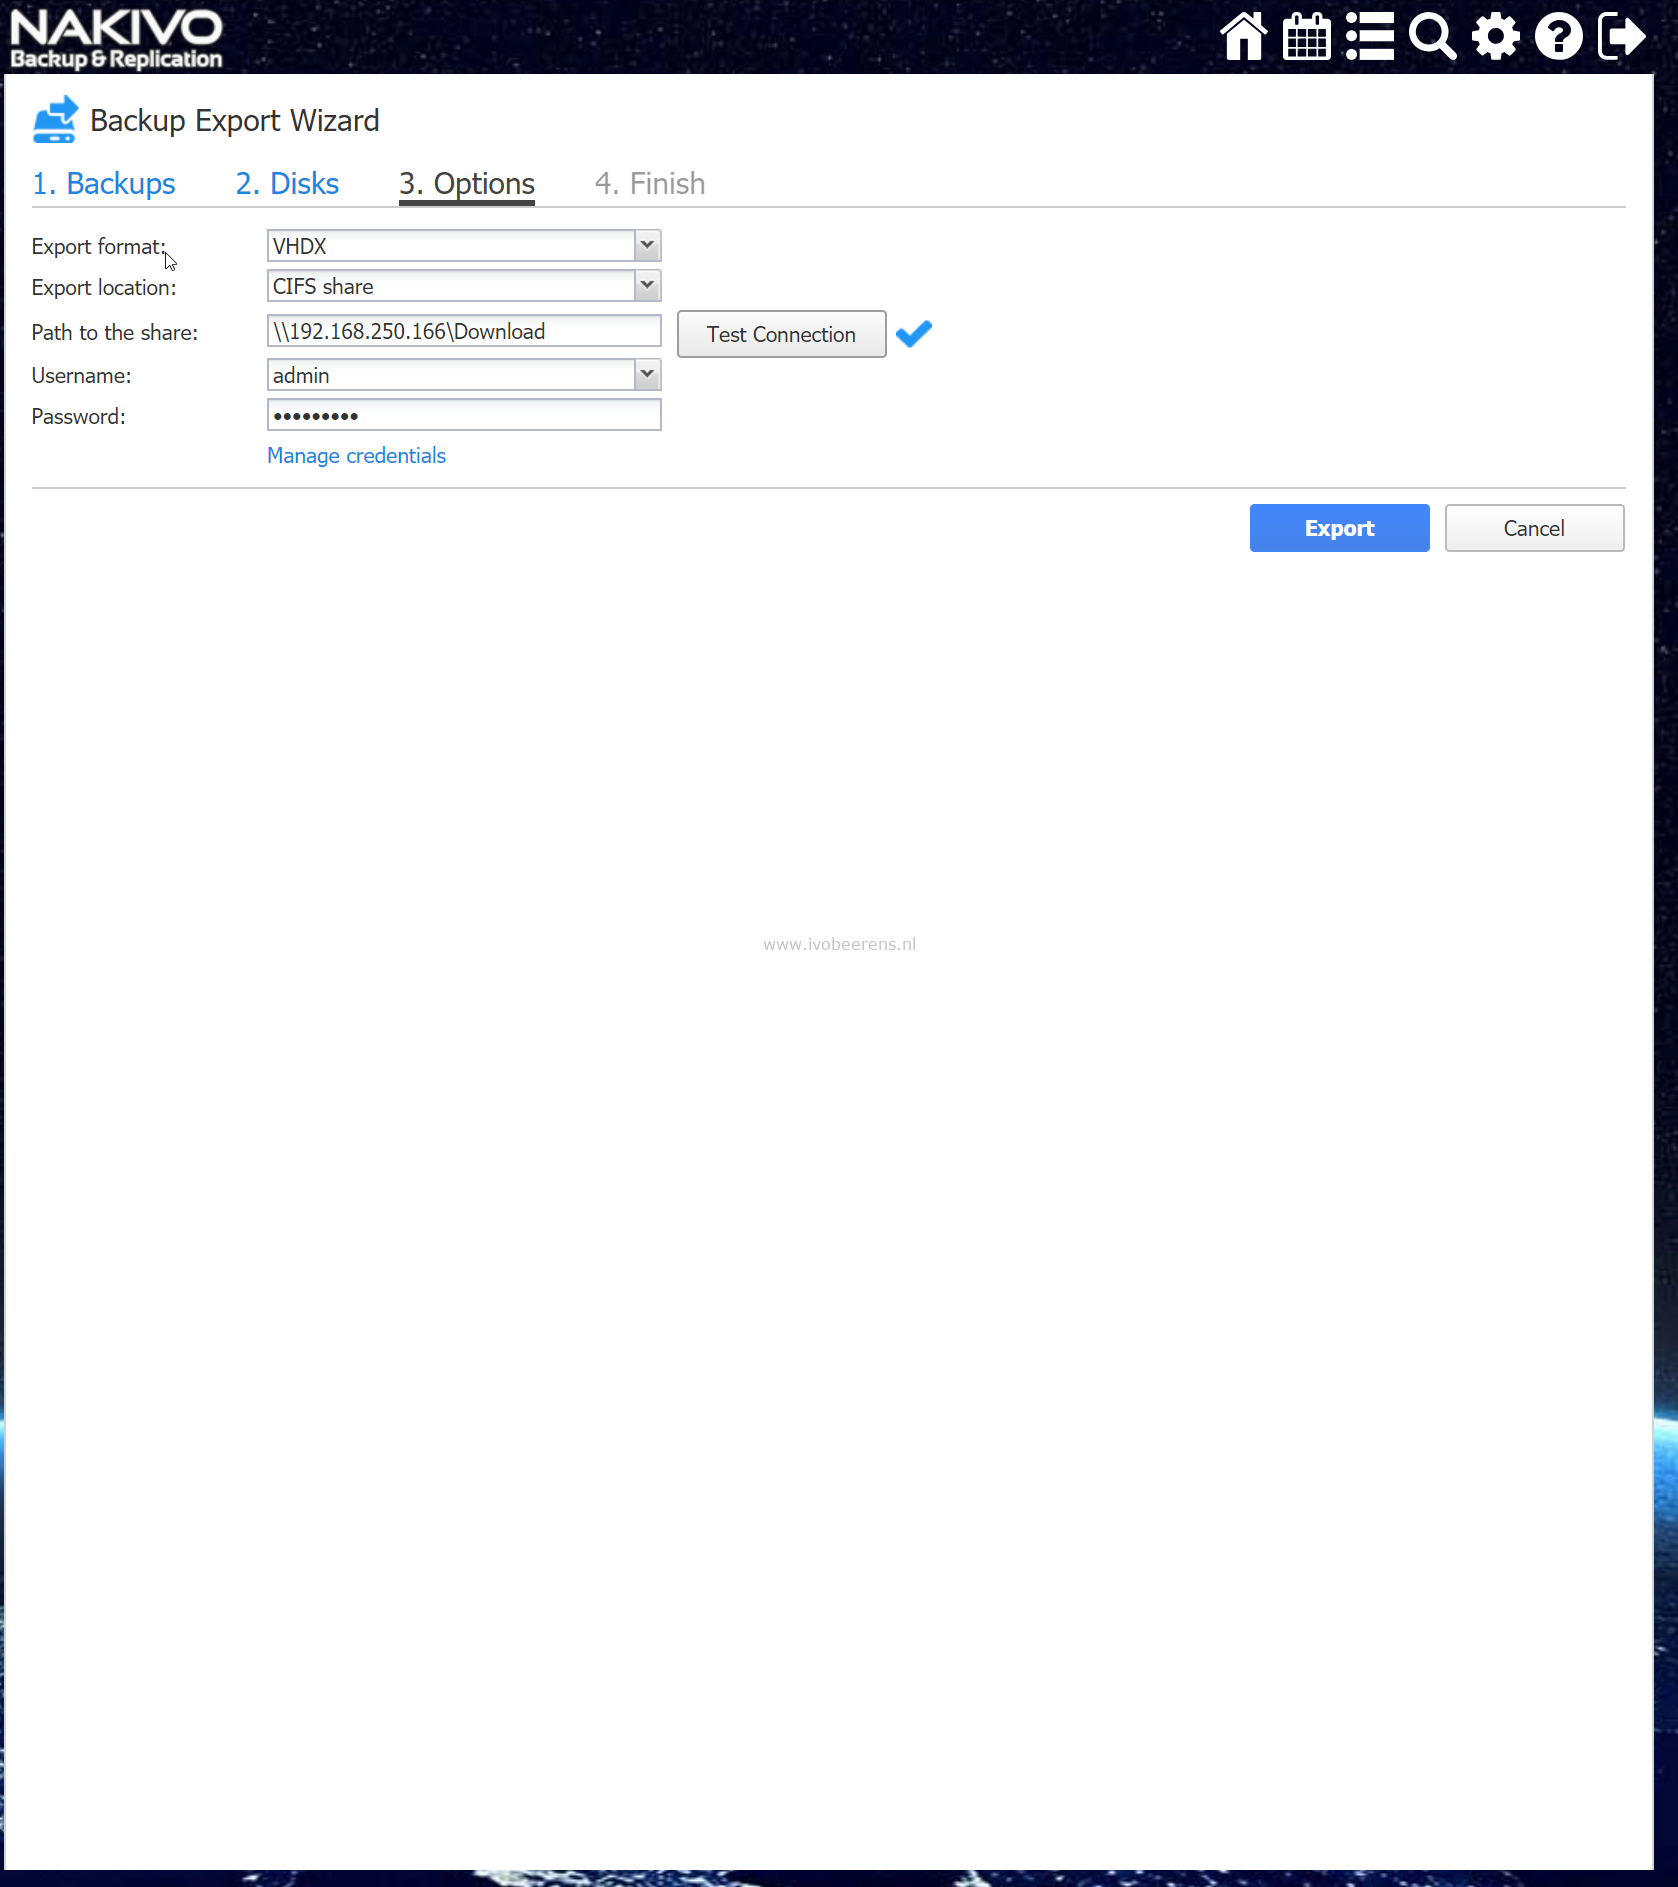 NAKIVO
Backup & Replication
Backup Export Wizard
1. Backups 2. Disks 3. Options 4. Finish
Export format: VHDX
Export location: CIFS share
Path to the share: \\192.168.250.166\Download Test Connection
Username: admin
Password: •••••••••
Manage credentials
Export Cancel
www.ivobeerens.nl